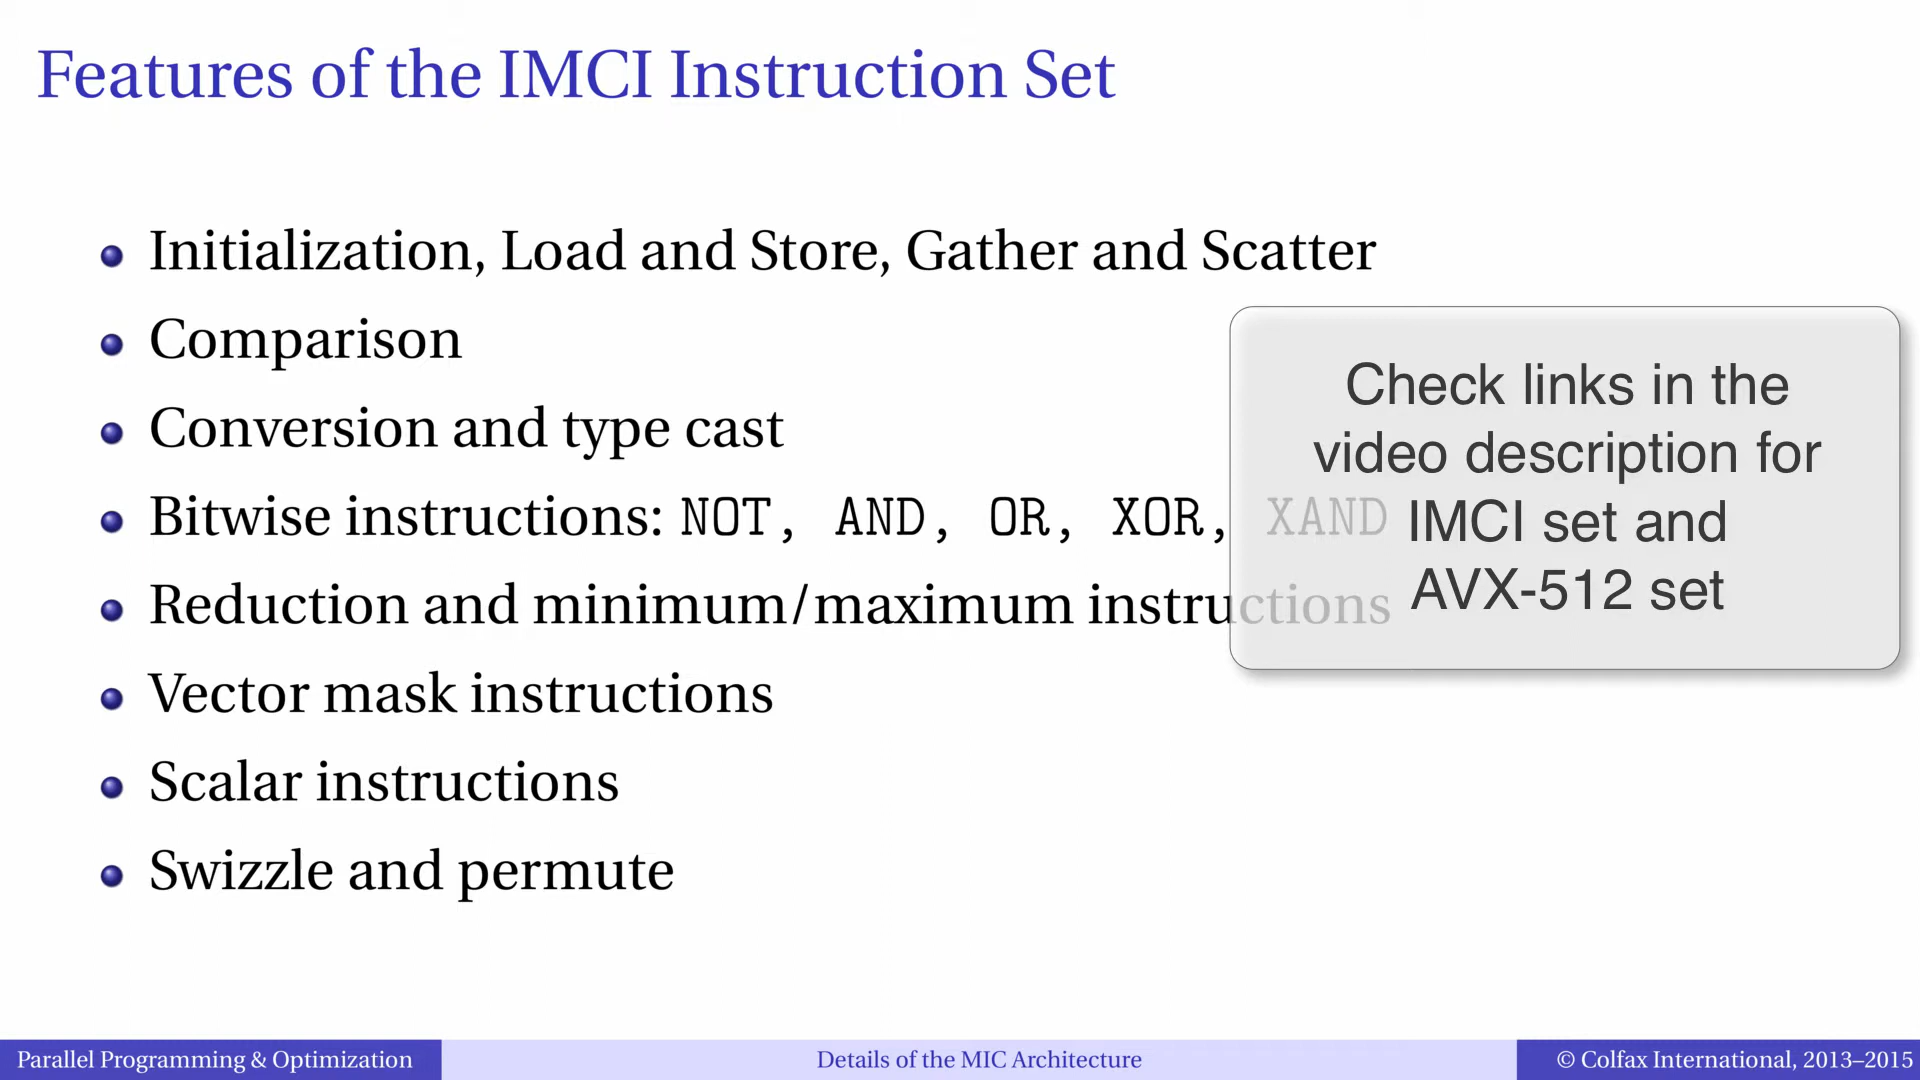 Features of the IMCI Instruction Set
Initialization, Load and Store, Gather and Scatter
Comparison
Conversion and type cast
Bitwise instructions: NOT, AND, OR, XOR, XAND
Reduction and minimum/maximum instructions
Vector mask instructions
Scalar instructions
Swizzle and permute
Check links in the
video description for
IMCI set and
AVX-512 set
Parallel Programming & Optimization
Details of the MIC Architecture
© Colfax International, 2013–2015